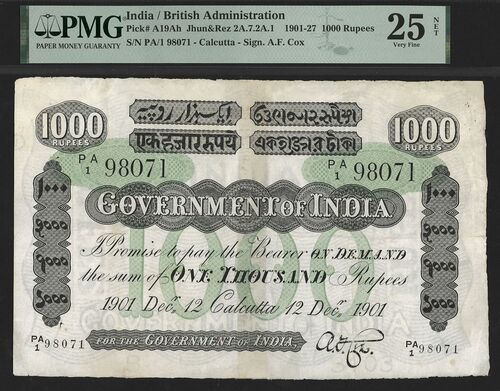 PMG
PAPER MONEY GUARANTY
India / British Administration
Pick# A19Ah Jhun&Rez 2A.7.2A.1 1901-27 1000 Rupees
S/N PA/1 98071 - Calcutta - Sign. A.F. Cox
25 NET
Very Fine
1000 RUPEES
1000 RUPEES
एक हजार रुपये
PA/1 98071
PA/1 98071
GOVERNMENT OF INDIA
I Promise to pay the Bearer ON DEMAND
the sum of ONE THOUSAND Rupees
1901 Decr. 12 Calcutta 12 Decr. 1901
FOR THE GOVERNMENT OF INDIA.
PA/1 98071
PA/1 98071